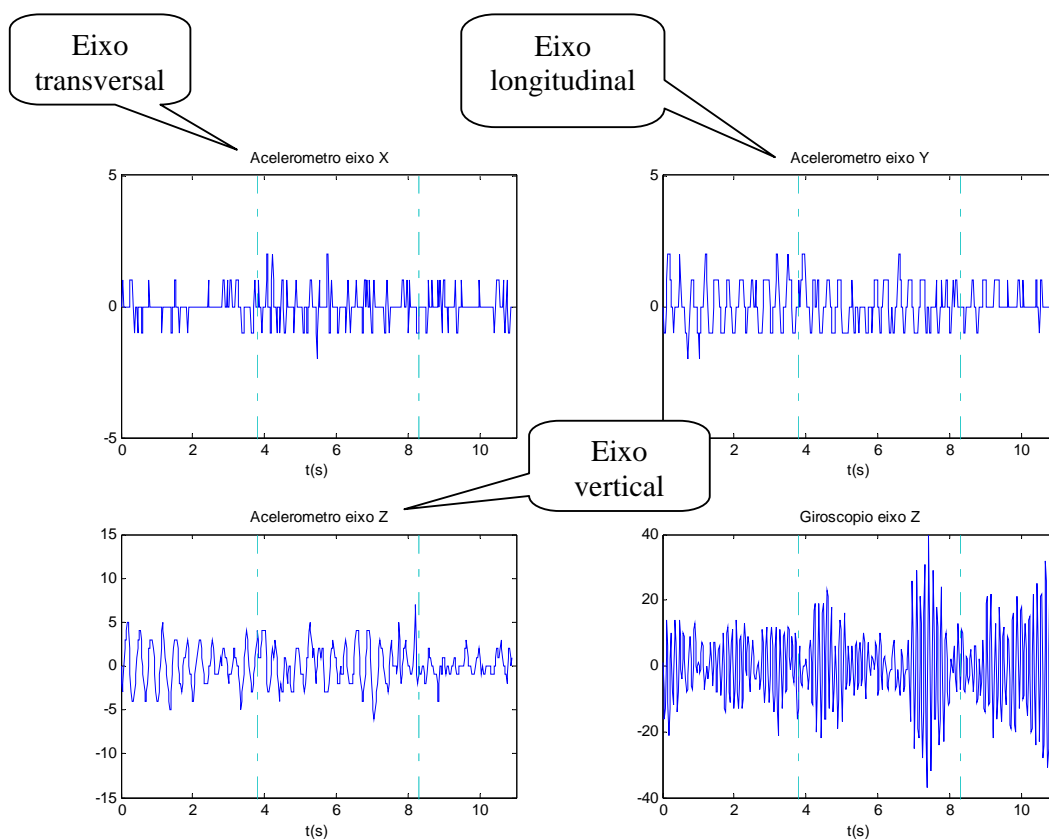 Eixo
transversal
Eixo
longitudinal
Acelerometro eixo X
5
0
-5
0 2 4 6 8 10
t(s)
Acelerometro eixo Y
5
0
2 4 6 8 10
t(s)
Eixo
vertical
Acelerometro eixo Z
15
10
5
0
-5
-10
-15
0 2 4 6 8 10
t(s)
Giroscopio eixo Z
40
20
0
-20
-40
0 2 4 6 8 10
t(s)